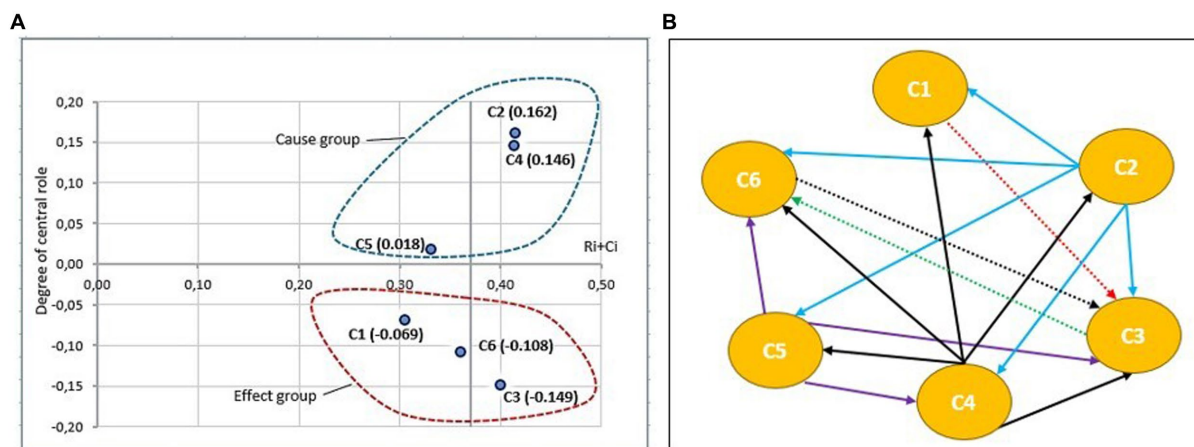 A
B
0,20
0,15
0,10
0,05
0,00
-0,05
-0,10
-0,15
-0,20
Degree of central role
0,00
0,10
0,20
0,30
0,40
0,50
Ri+Ci
Cause group
C2 (0.162)
C4 (0.146)
C5 (0.018)
C1 (-0.069)
C6 (-0.108)
C3 (-0.149)
Effect group
C1
C2
C6
C3
C5
C4